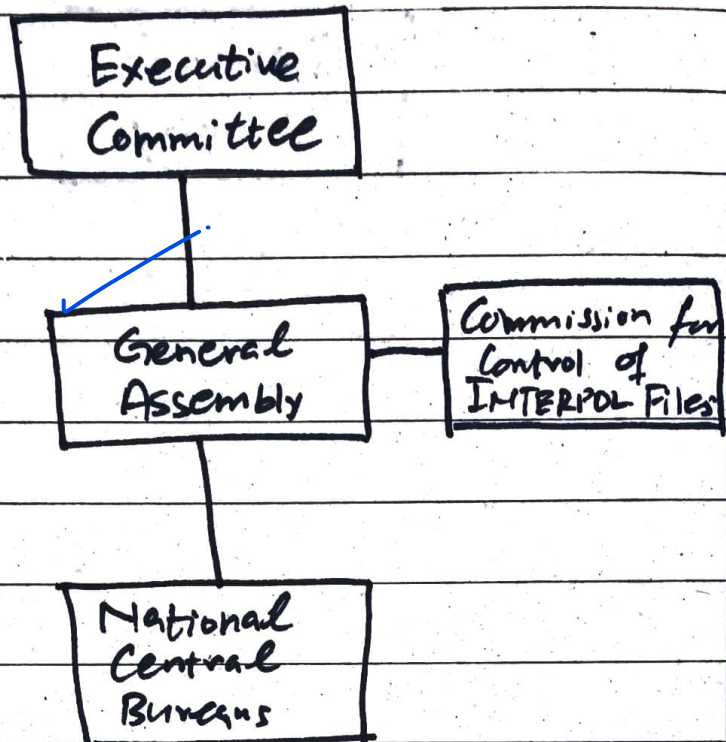 Executive
Committee
General
Assembly
Commission for
Control of
INTERPOL Files
National
Central
Bureaus